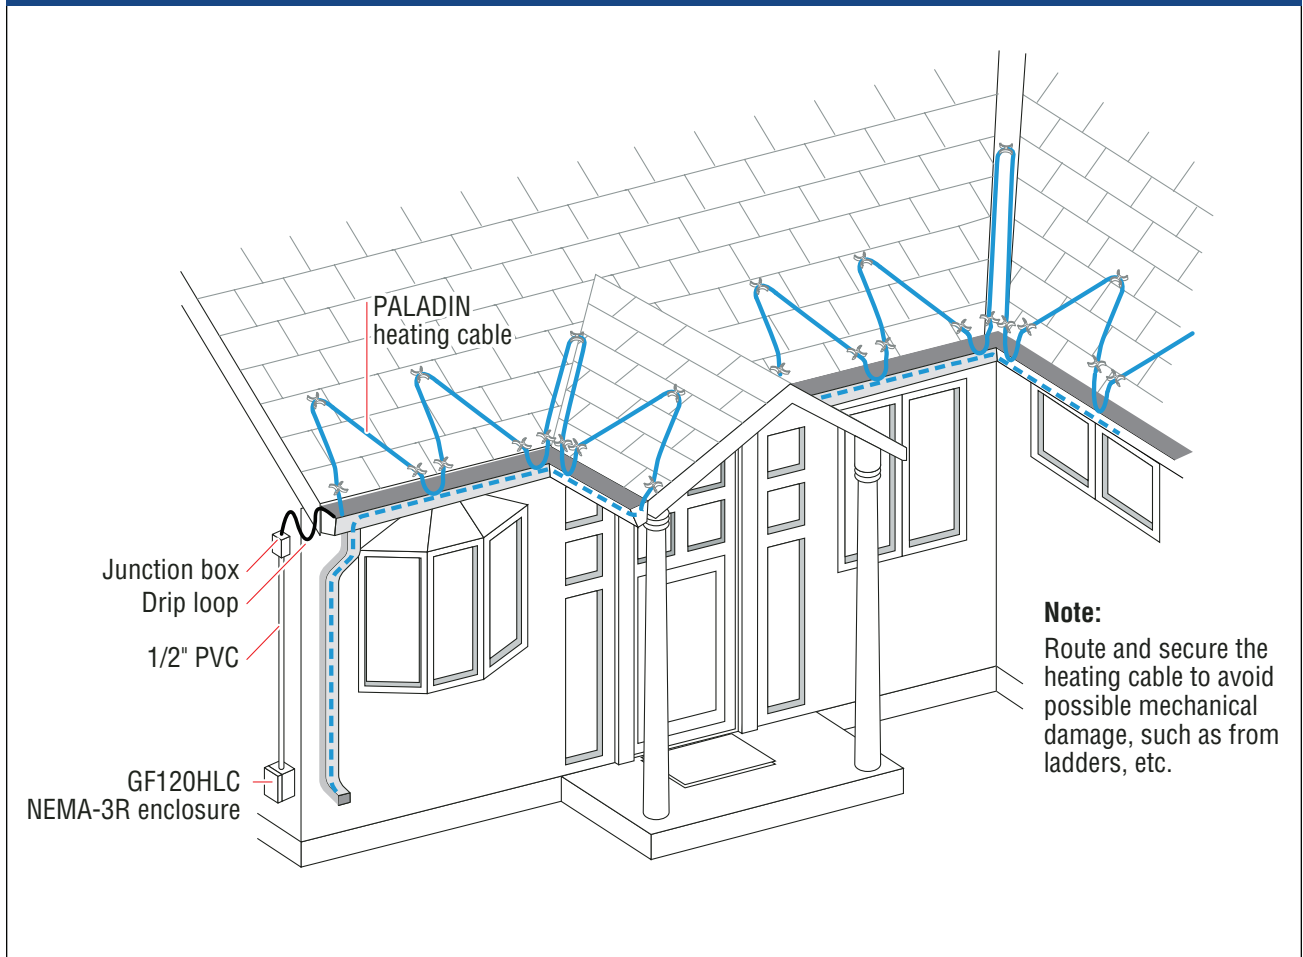 PALADIN
heating cable
Junction box
Drip loop
1/2" PVC
GF120HLC
NEMA-3R enclosure
Note:
Route and secure the
heating cable to avoid
possible mechanical
damage, such as from
ladders, etc.